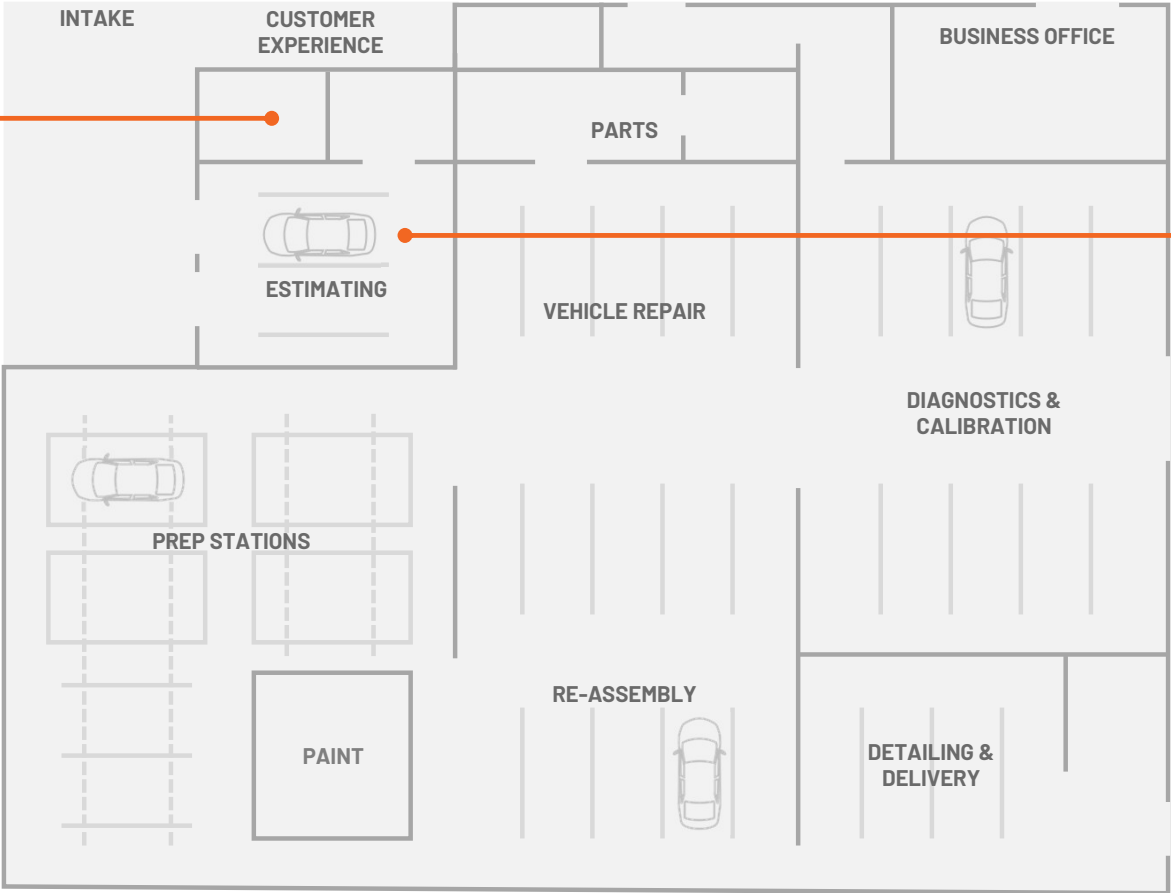 INTAKE
CUSTOMER
EXPERIENCE
BUSINESS OFFICE
PARTS
ESTIMATING
VEHICLE REPAIR
DIAGNOSTICS &
CALIBRATION
PREP STATIONS
RE-ASSEMBLY
PAINT
DETAILING &
DELIVERY